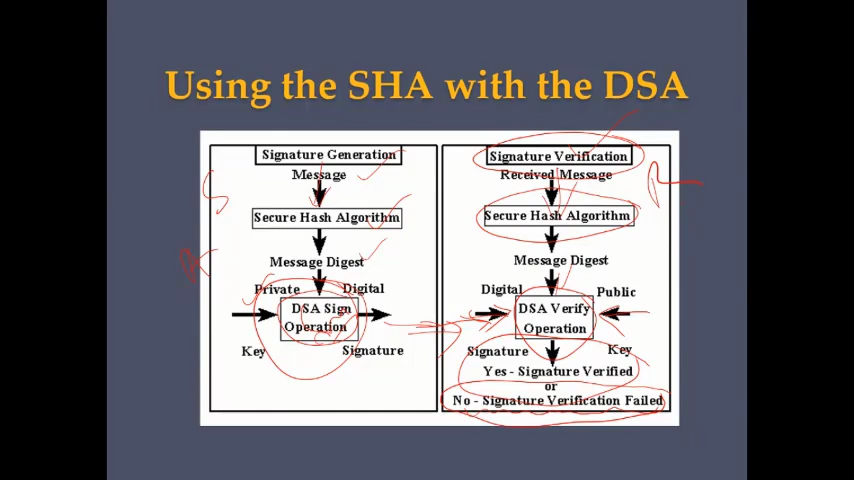 Using the SHA with the DSA
Signature Generation
Message
Secure Hash Algorithm
Message Digest
Private
Digital
DSA Sign
Operation
Key
Signature
Signature Verification
Received Message
Secure Hash Algorithm
Message Digest
Digital
Public
DSA Verify
Operation
Signature
Key
Yes - Signature Verified
or
No - Signature Verification Failed